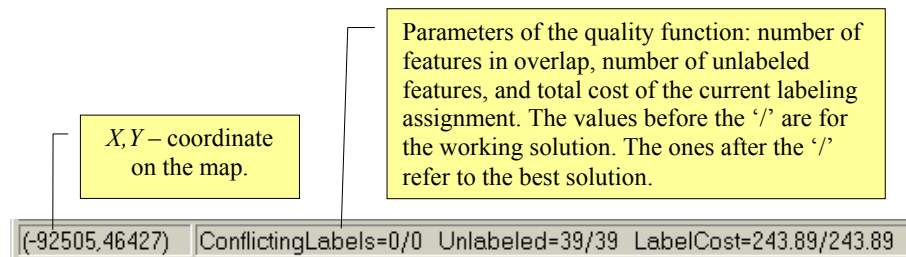 Parameters of the quality function: number of
features in overlap, number of unlabeled
features, and total cost of the current labeling
assignment. The values before the ‘/’ are for
the working solution. The ones after the ‘/’
refer to the best solution.
X,Y – coordinate
on the map.
(-92505,46427) ConflictingLabels=0/0 Unlabeled=39/39 LabelCost=243.89/243.89